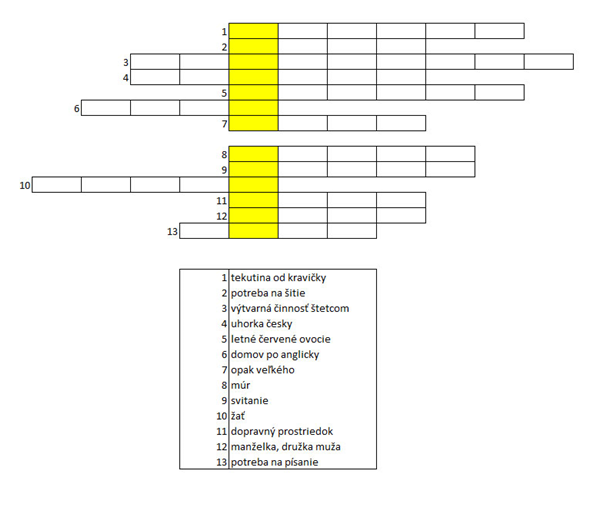 1
2
3
4
5
6
7
8
9
10
11
12
13
1 tekutina od kravičky
2 potreba na šitie
3 výtvarná činnosť štetcom
4 uhorka česky
5 letné červené ovocie
6 domov po anglicky
7 opak veľkého
8 múr
9 svitanie
10 žať
11 dopravný prostriedok
12 manželka, družka muža
13 potreba na písanie